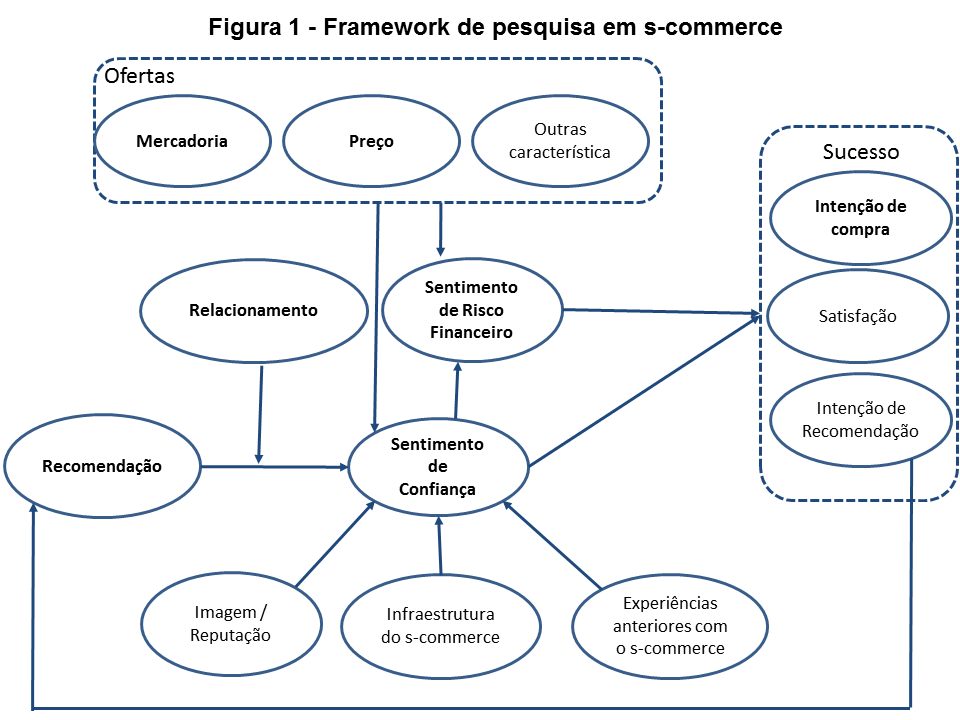 Figura 1 - Framework de pesquisa em s-commerce
Ofertas
Mercadoria
Preço
Outras
característica
Sucesso
Intenção de
compra
Relacionamento
Sentimento
de Risco
Financeiro
Satisfação
Recomendação
Sentimento
de
Confiança
Intenção de
Recomendação
Imagem /
Reputação
Infraestrutura
do s-commerce
Experiências
anteriores com
o s-commerce